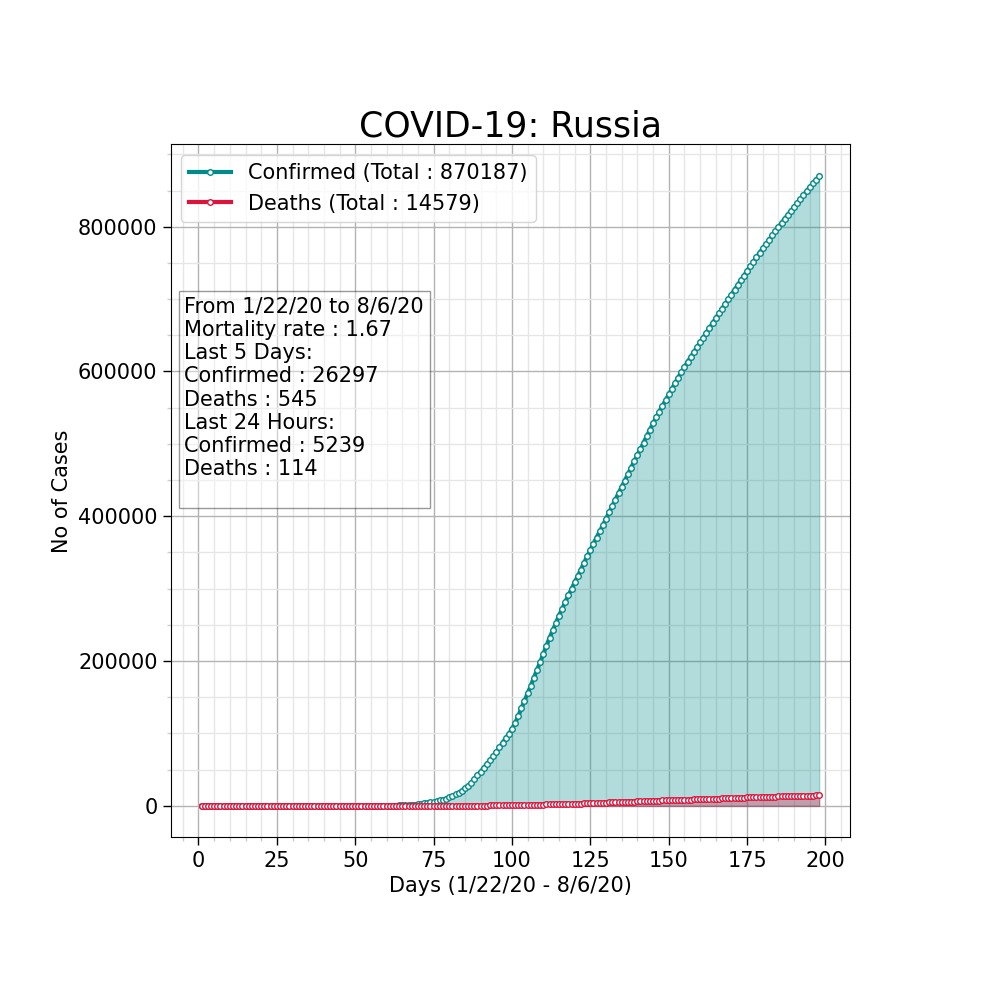 COVID-19: Russia
Confirmed (Total : 870187)
Deaths (Total : 14579)
From 1/22/20 to 8/6/20
Mortality rate : 1.67
Last 5 Days:
Confirmed : 26297
Deaths : 545
Last 24 Hours:
Confirmed : 5239
Deaths : 114
No of Cases
800000
600000
400000
200000
0
0 25 50 75 100 125 150 175 200
Days (1/22/20 - 8/6/20)